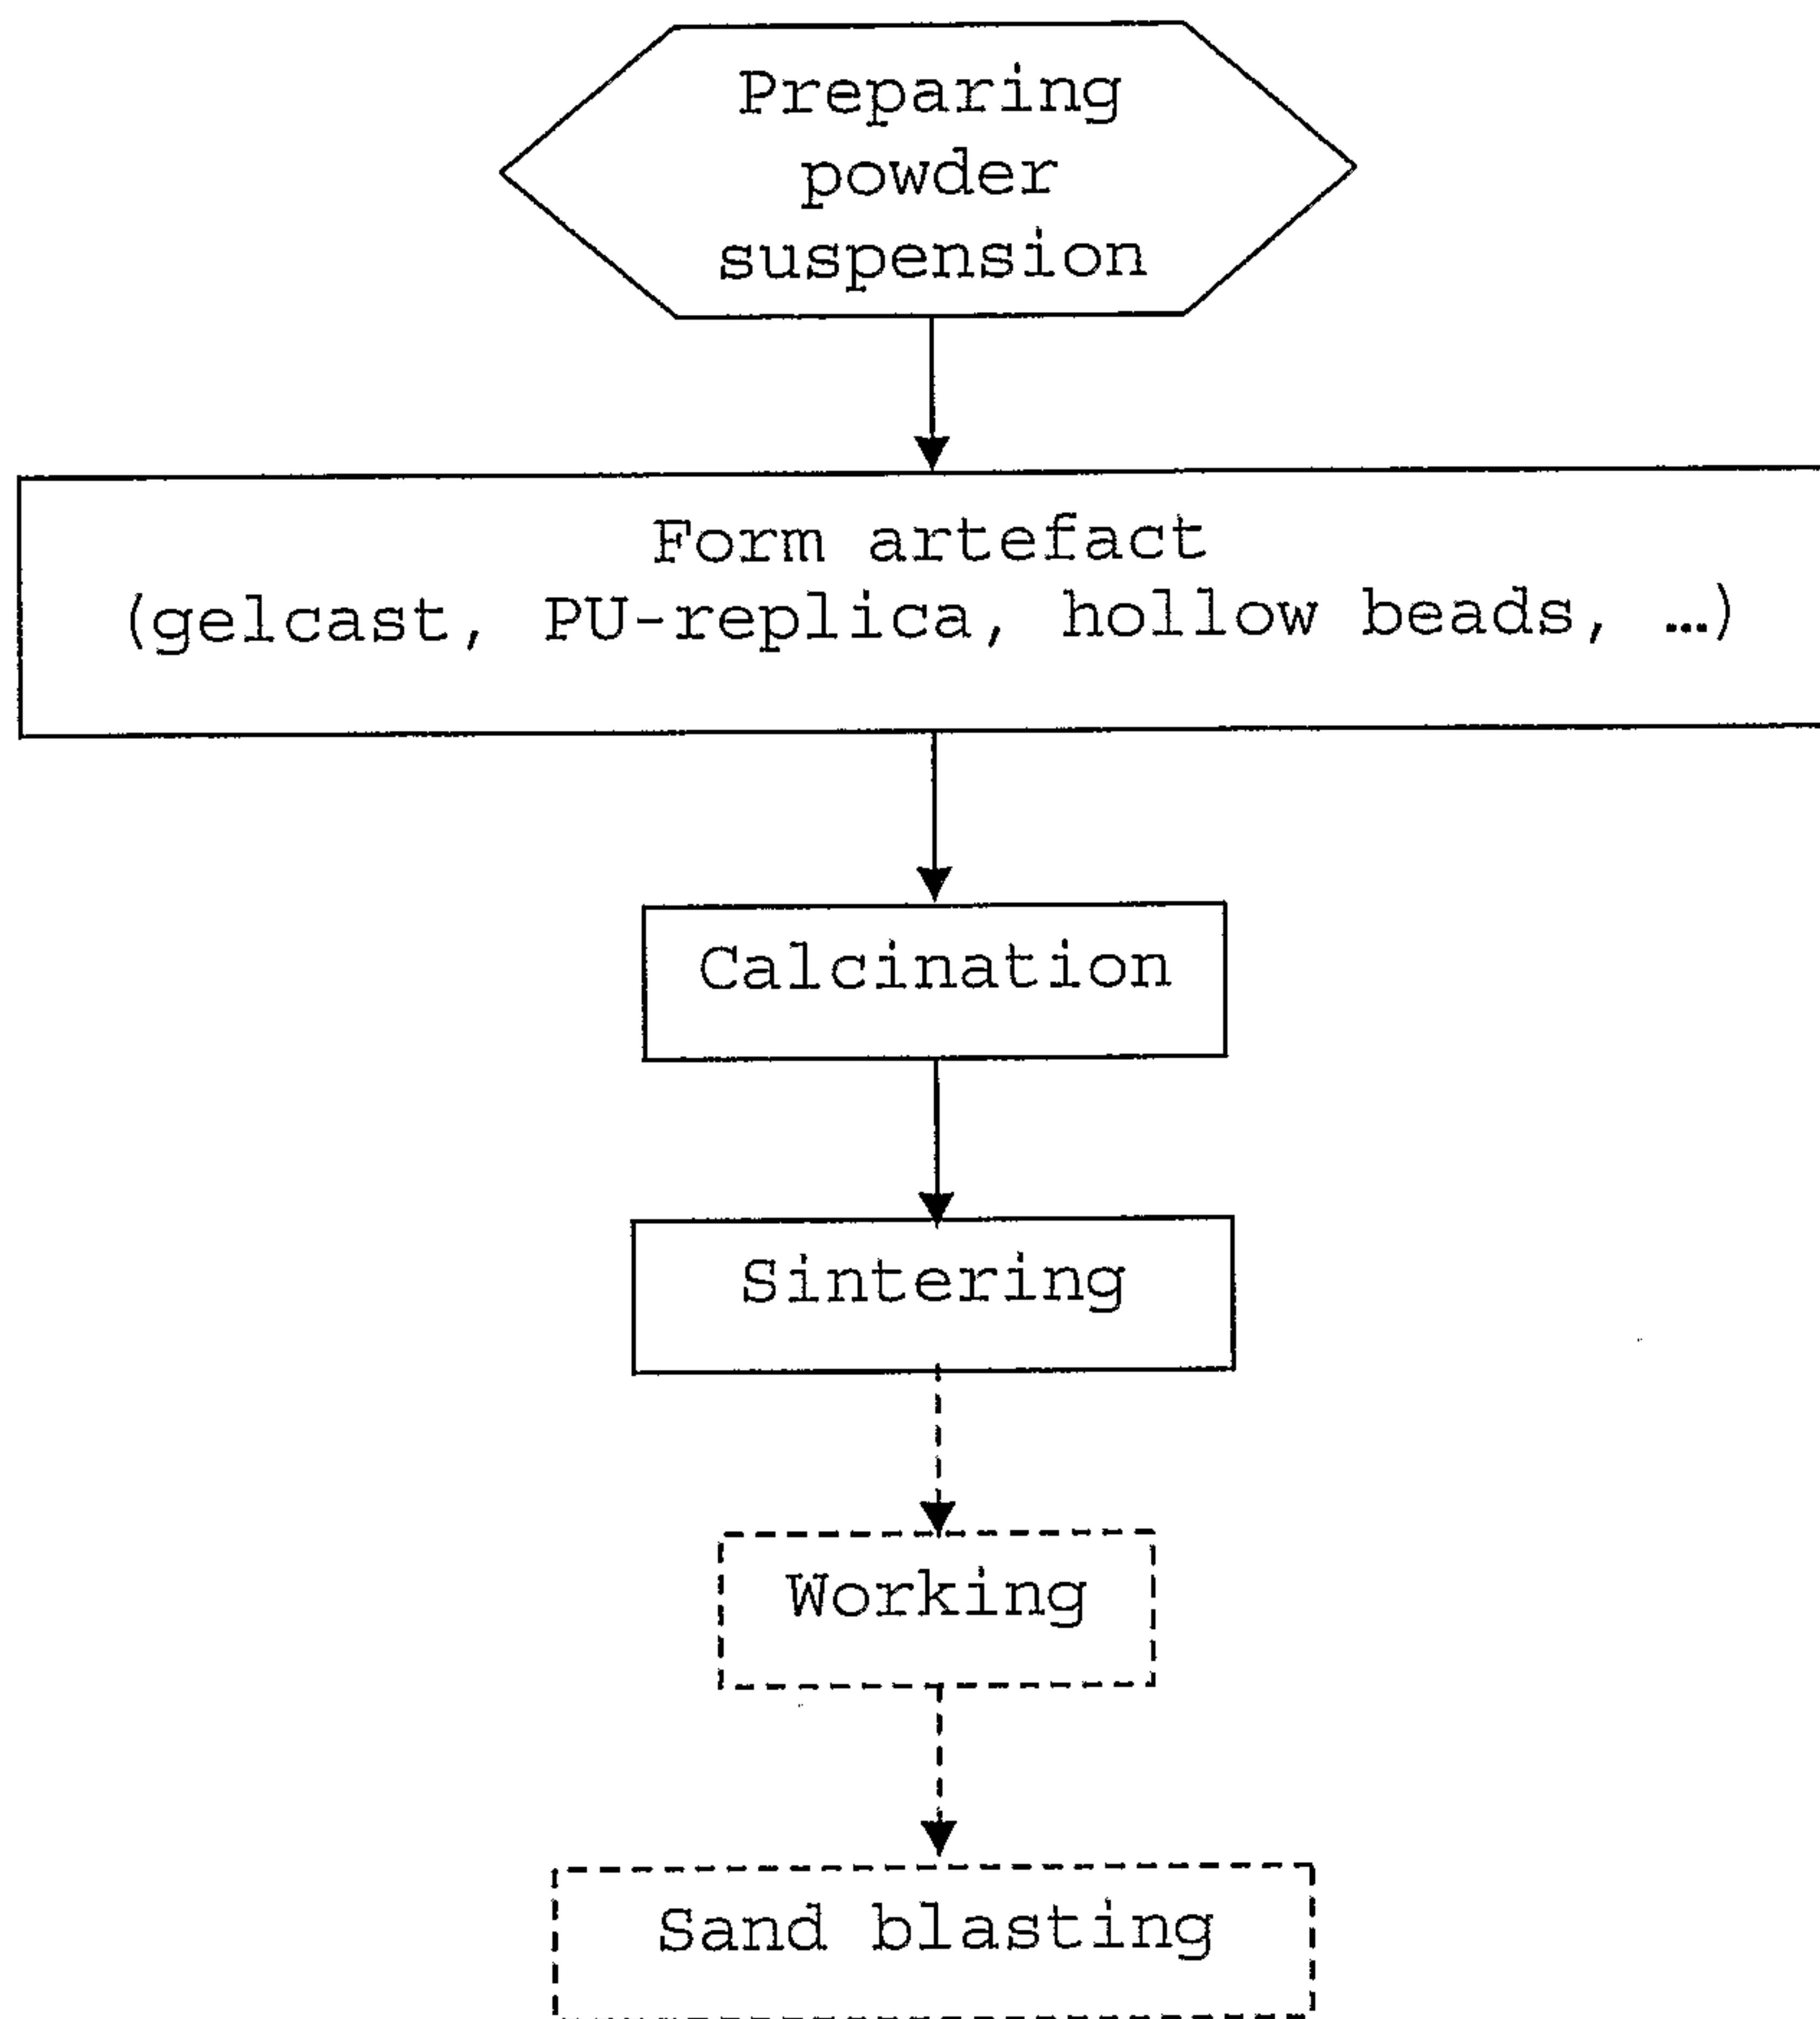 Preparing
powder
suspension
Form artefact
(gelcast, PU-replica, hollow beads, …)
Calcination
Sintering
Working
Sand blasting